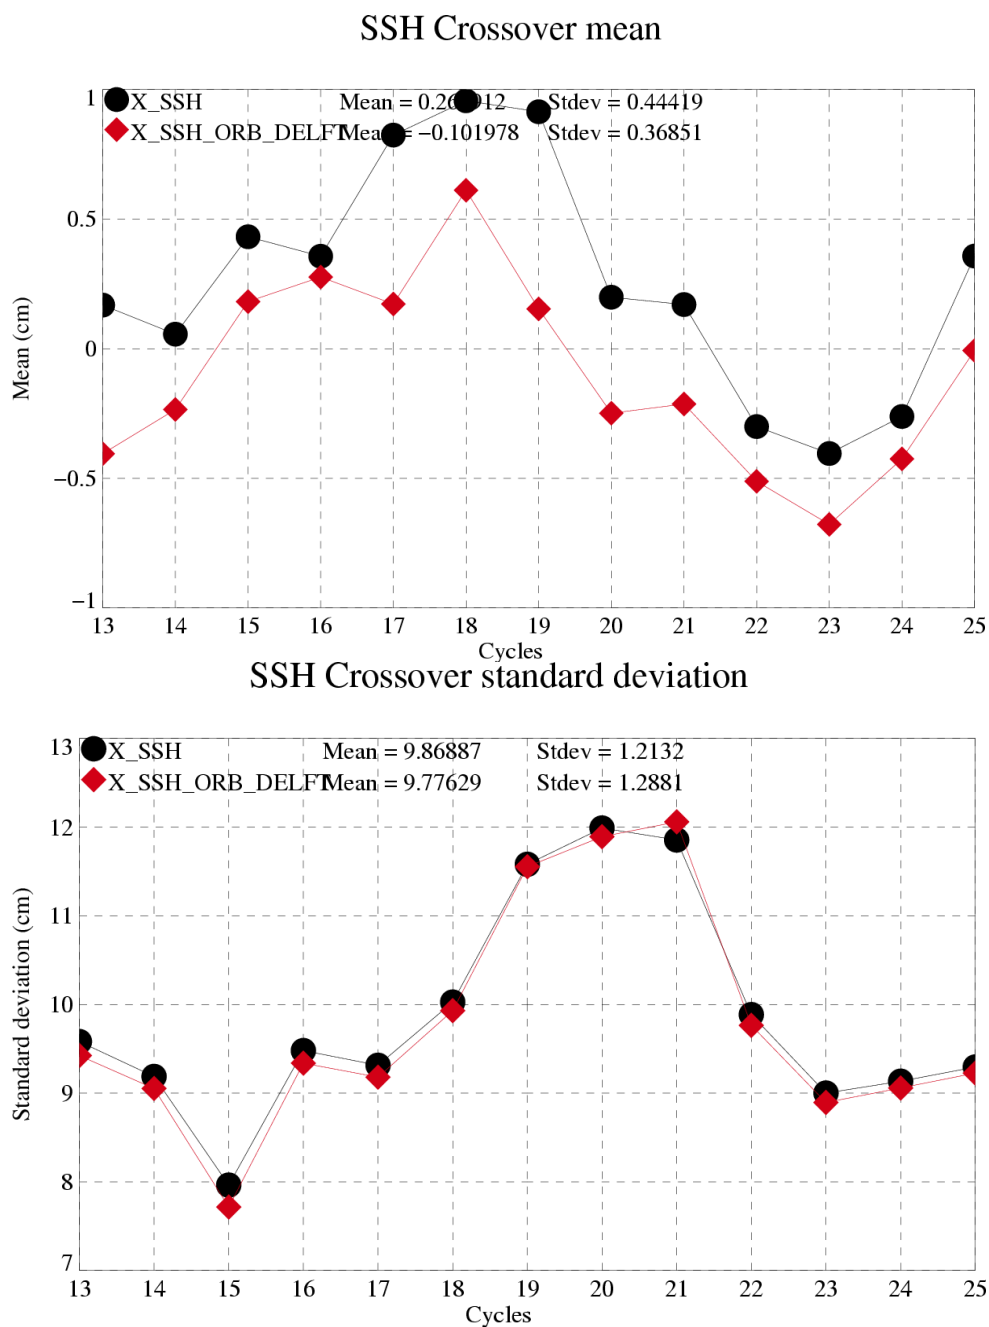 SSH Crossover mean
1
X_SSH Mean = Stdev = 0.44419
X_SSH_ORB_DELFT Mean = −0.101978 Stdev = 0.36851
0.5
Mean (cm)
0
−0.5
−1
13 14 15 16 17 18 19 20 21 22 23 24 25
Cycles
SSH Crossover standard deviation
13
X_SSH Mean = 9.86887 Stdev = 1.2132
X_SSH_ORB_DELFT Mean = 9.77629 Stdev = 1.2881
12
11
Standard deviation (cm)
10
9
8
7
13 14 15 16 17 18 19 20 21 22 23 24 25
Cycles